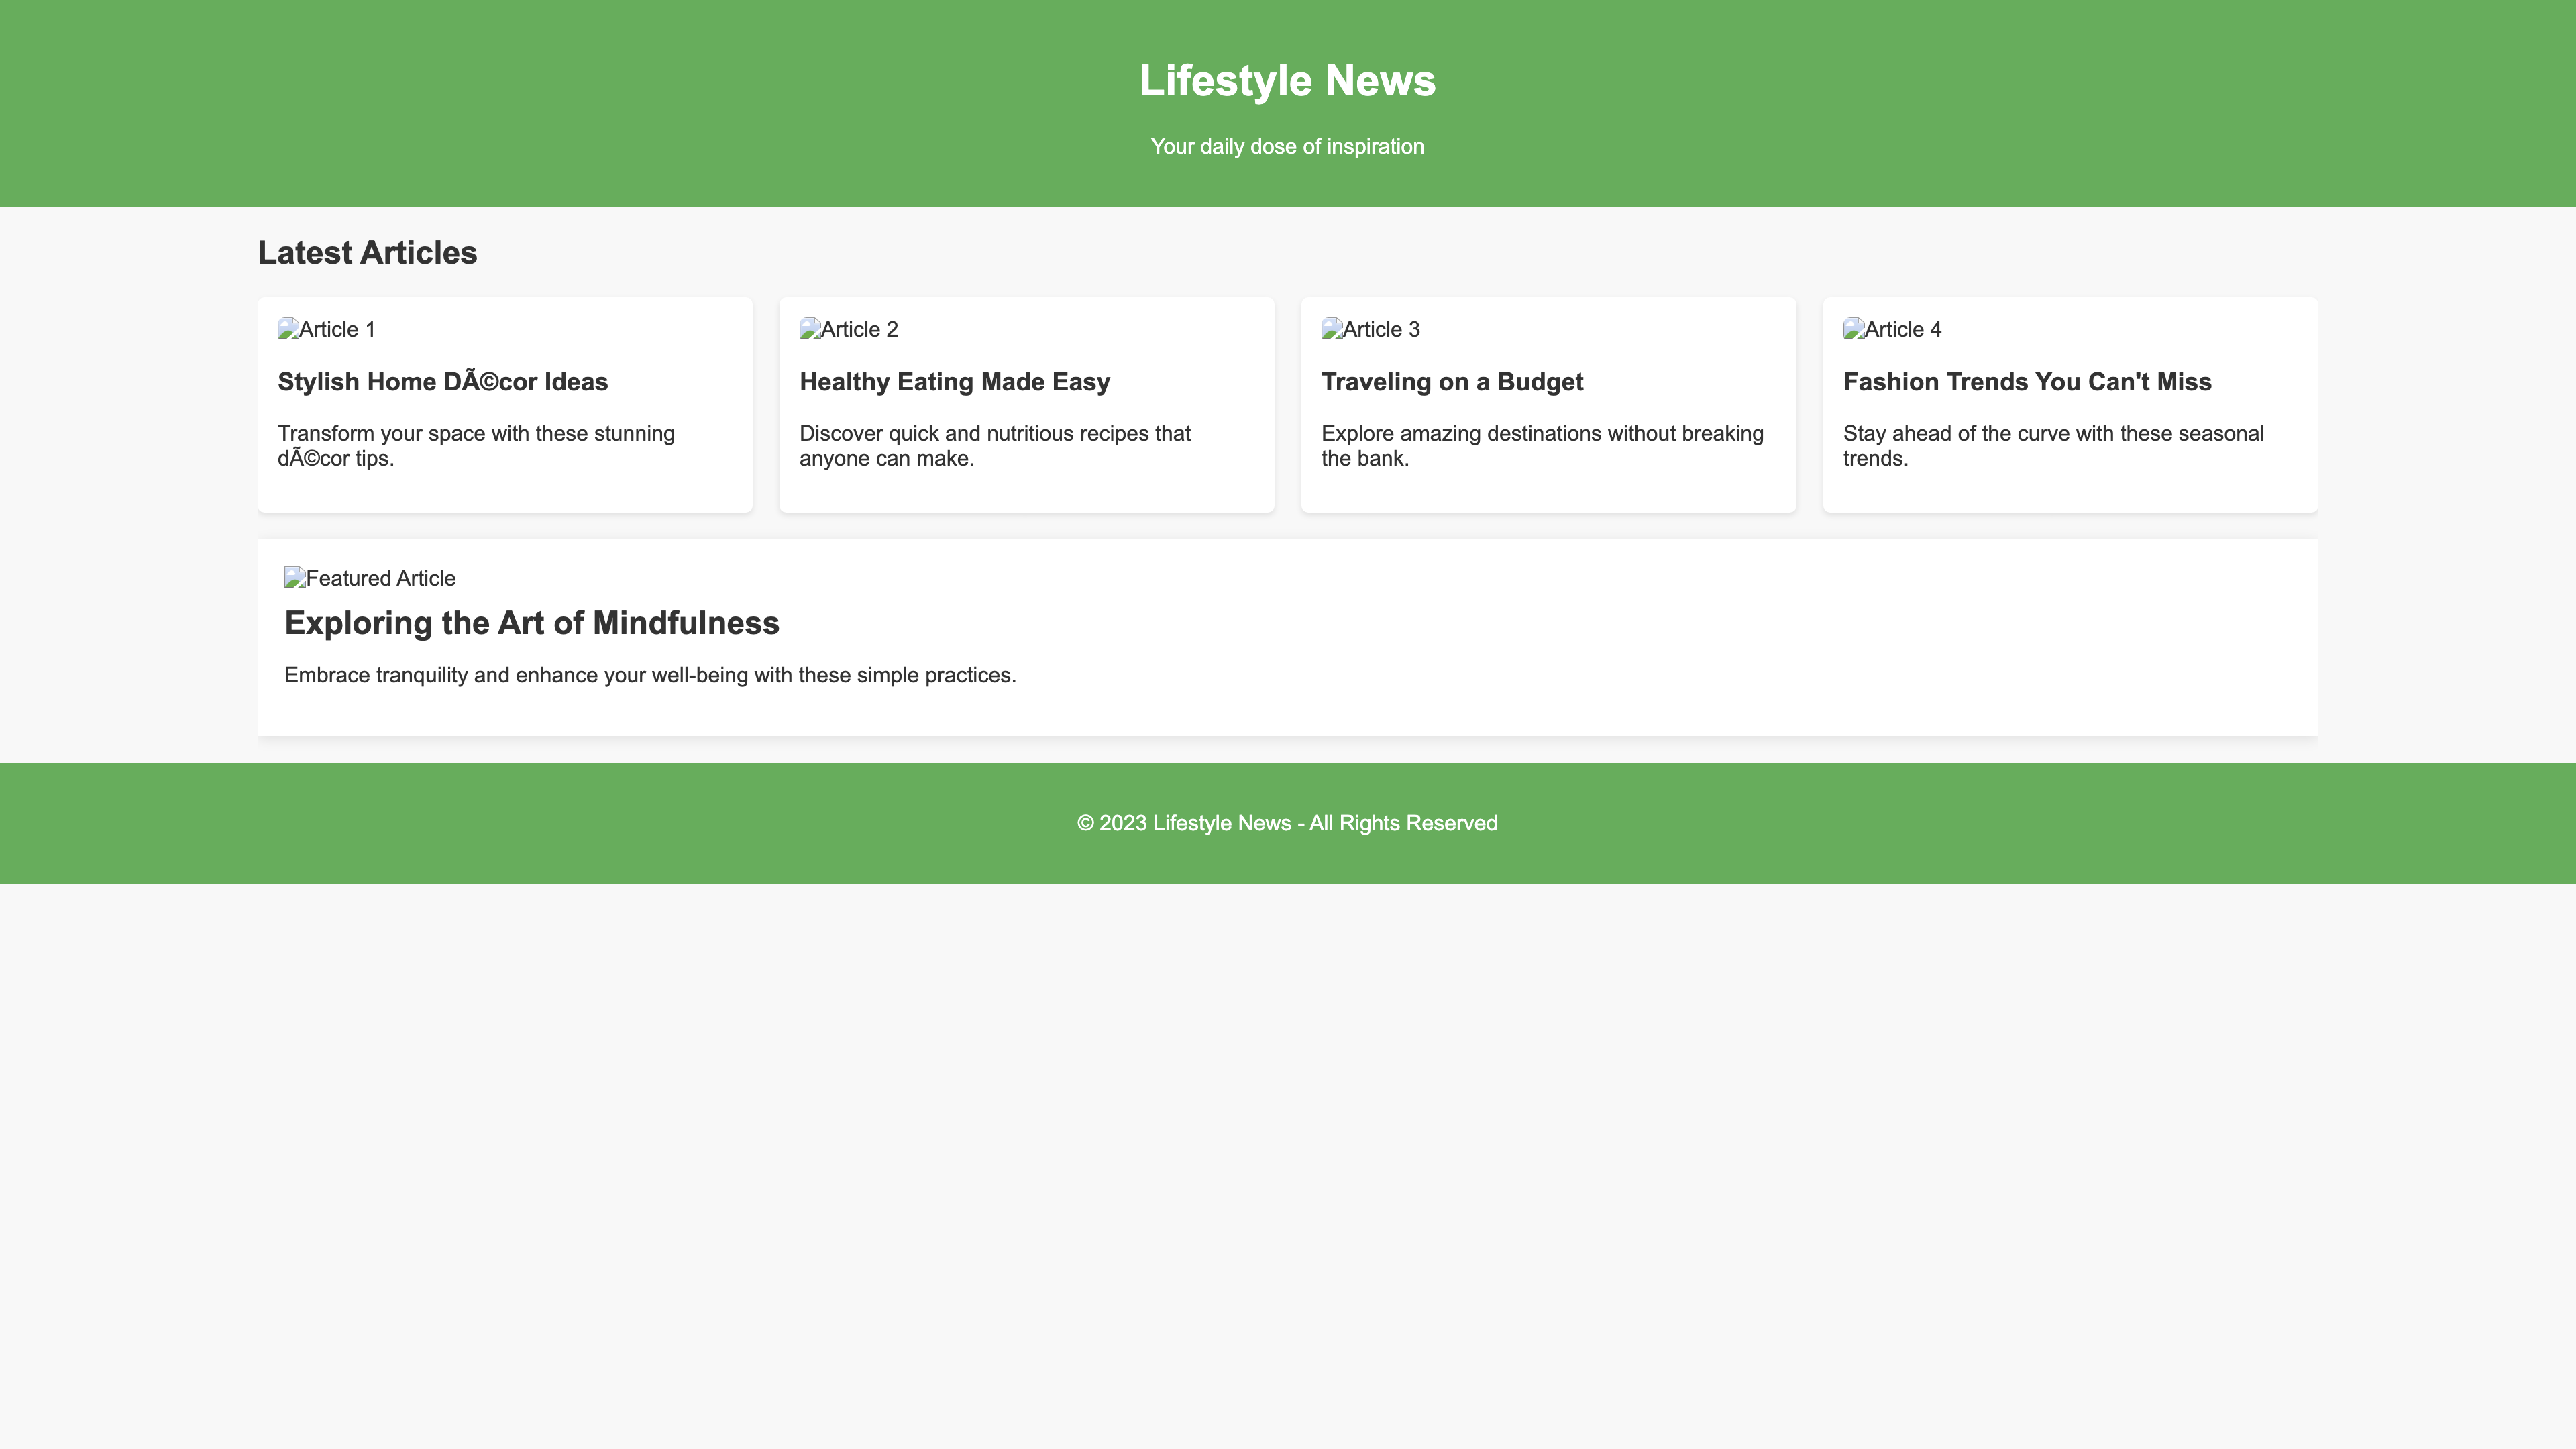 Lifestyle News
Your daily dose of inspiration
Latest Articles
Article 1
Stylish Home DÃ©cor Ideas
Transform your space with these stunning
dÃ©cor tips.
Article 2
Healthy Eating Made Easy
Discover quick and nutritious recipes that
anyone can make.
Article 3
Traveling on a Budget
Explore amazing destinations without breaking
the bank.
Article 4
Fashion Trends You Can't Miss
Stay ahead of the curve with these seasonal
trends.
Featured Article
Exploring the Art of Mindfulness
Embrace tranquility and enhance your well-being with these simple practices.
© 2023 Lifestyle News - All Rights Reserved